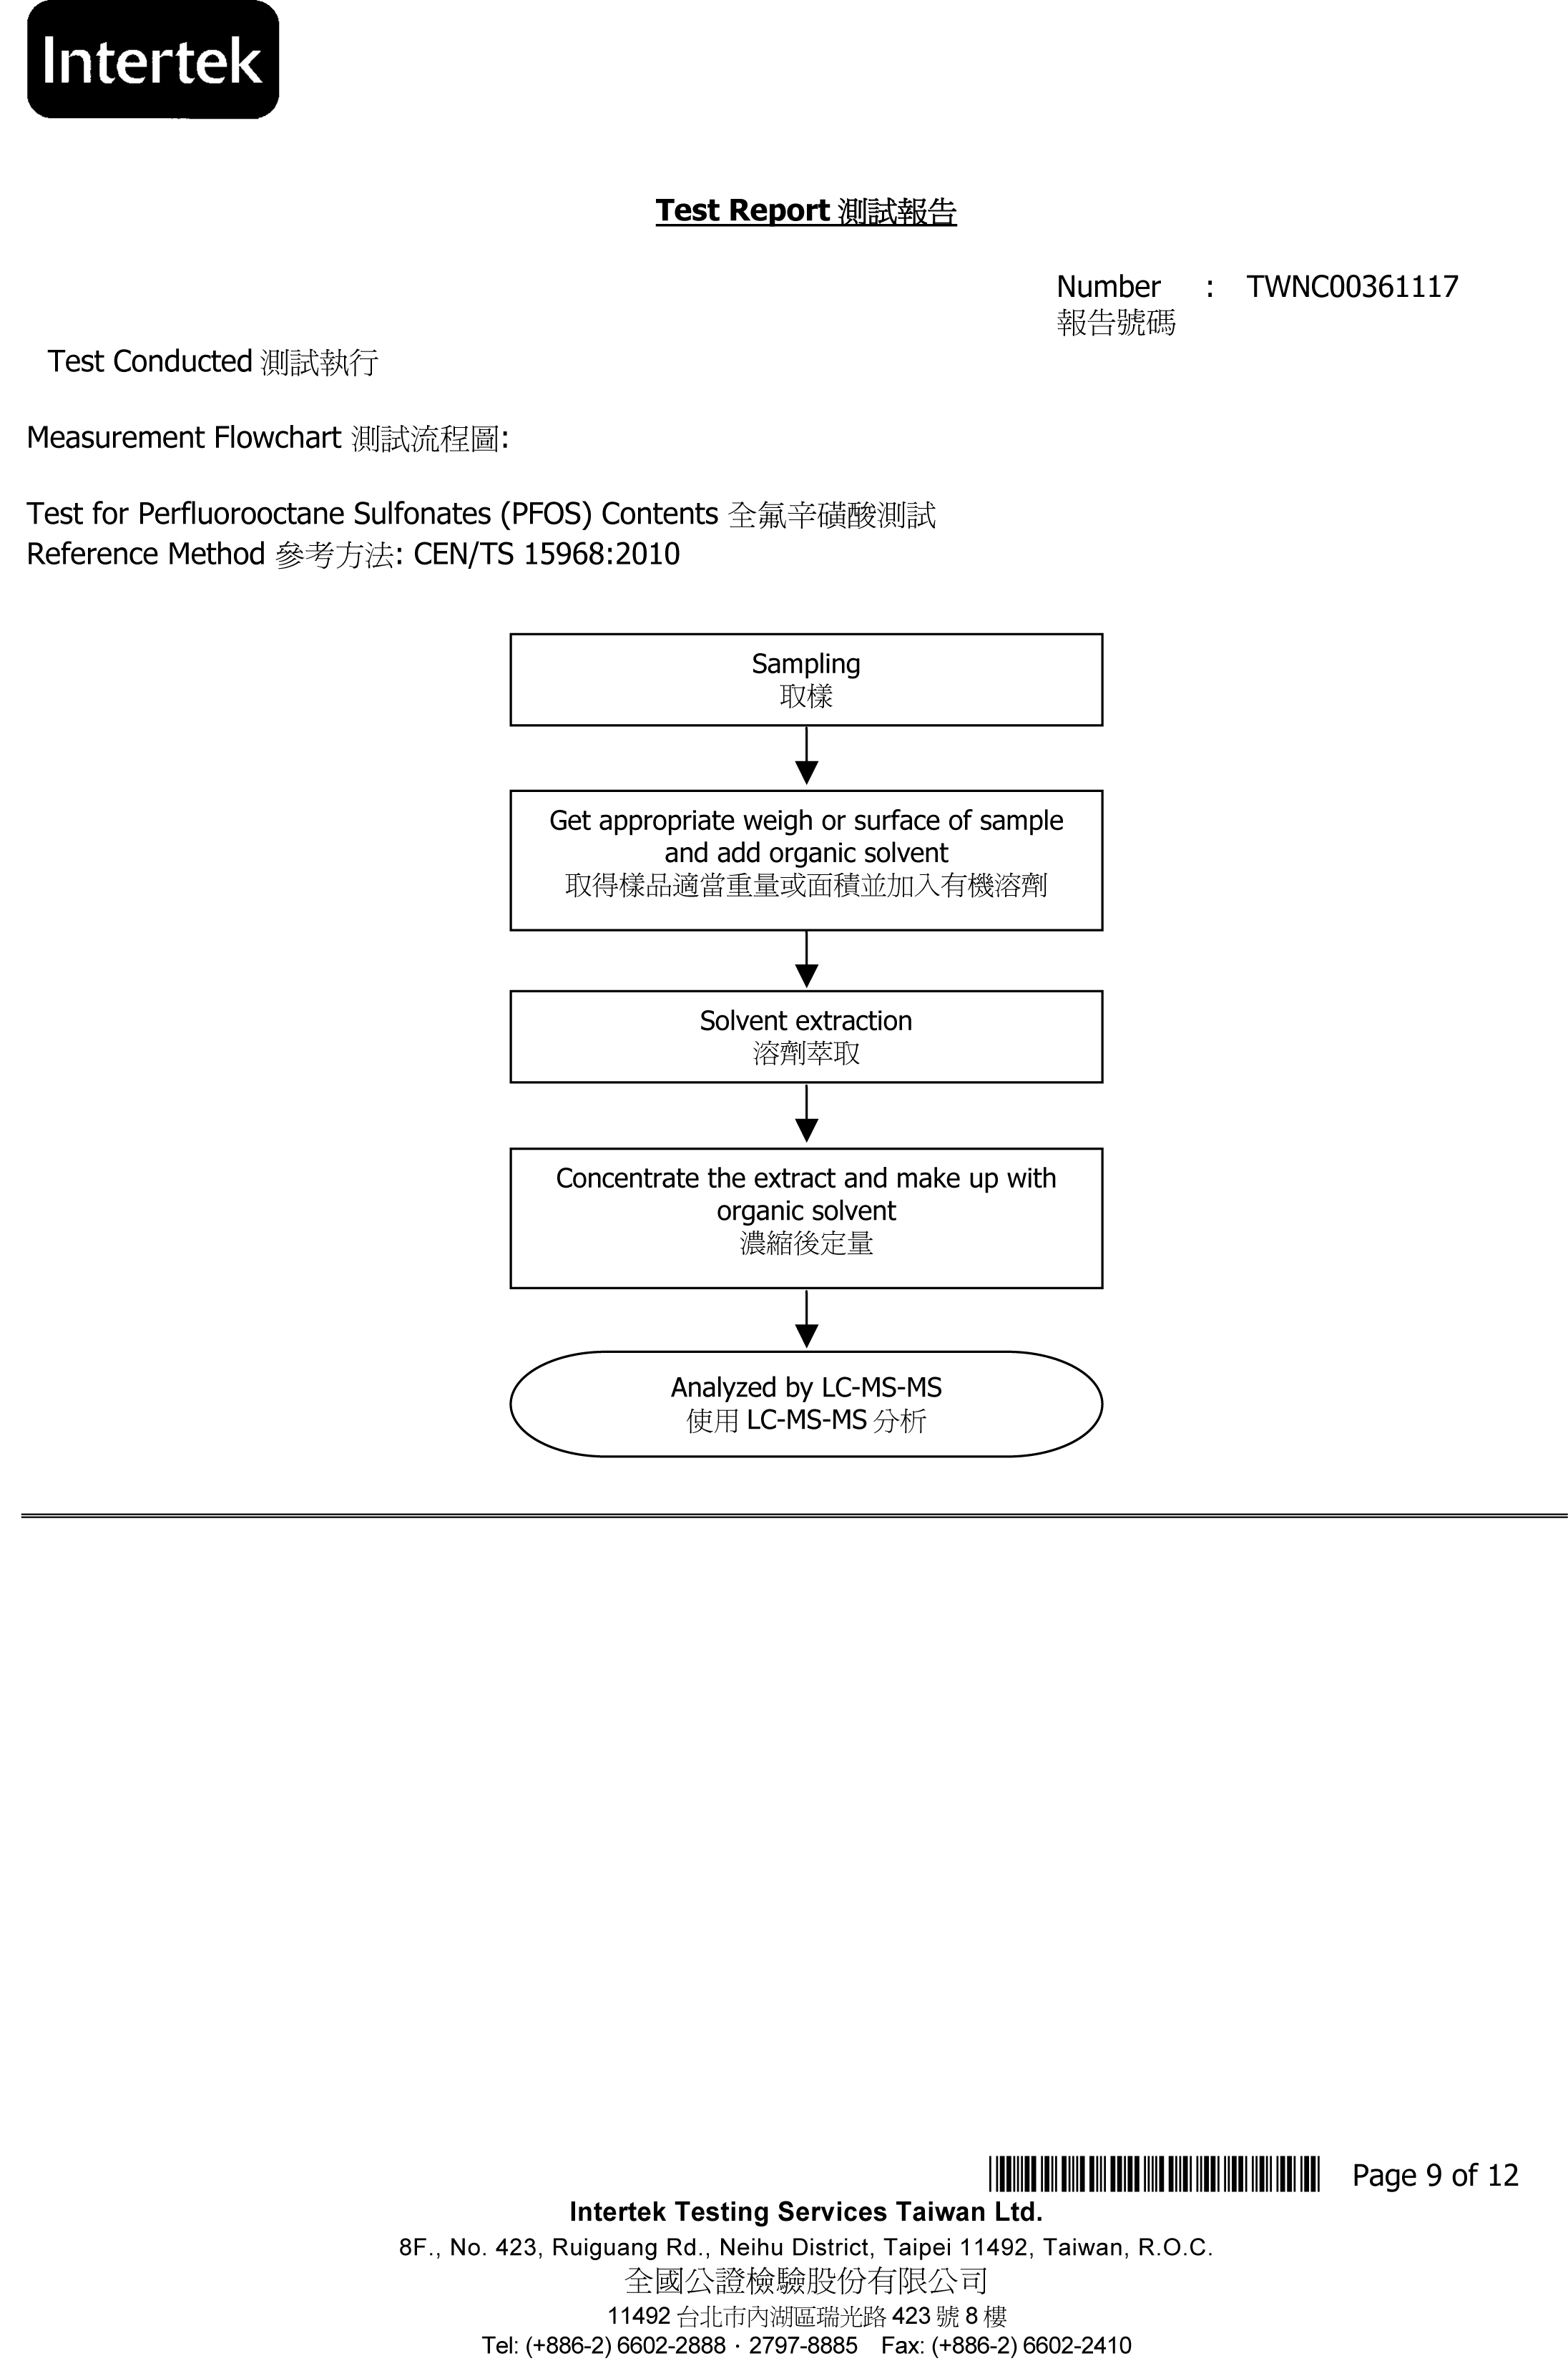 Intertek
Test Report 測試報告
Number : TWNC00361117
報告號碼
Test Conducted 測試執行
Measurement Flowchart 測試流程圖:
Test for Perfluorooctane Sulfonates (PFOS) Contents 全氟辛磺酸測試
Reference Method 參考方法: CEN/TS 15968:2010
Sampling
取樣
Get appropriate weigh or surface of sample
and add organic solvent
取得樣品適當重量或面積並加入有機溶劑
Solvent extraction
溶劑萃取
Concentrate the extract and make up with
organic solvent
濃縮後定量
Analyzed by LC-MS-MS
使用 LC-MS-MS 分析
Page 9 of 12
Intertek Testing Services Taiwan Ltd.
8F., No. 423, Ruiguang Rd., Neihu District, Taipei 11492, Taiwan, R.O.C.
全國公證檢驗股份有限公司
11492 台北市內湖區瑞光路 423 號 8 樓
Tel: (+886-2) 6602-2888 · 2797-8885 Fax: (+886-2) 6602-2410